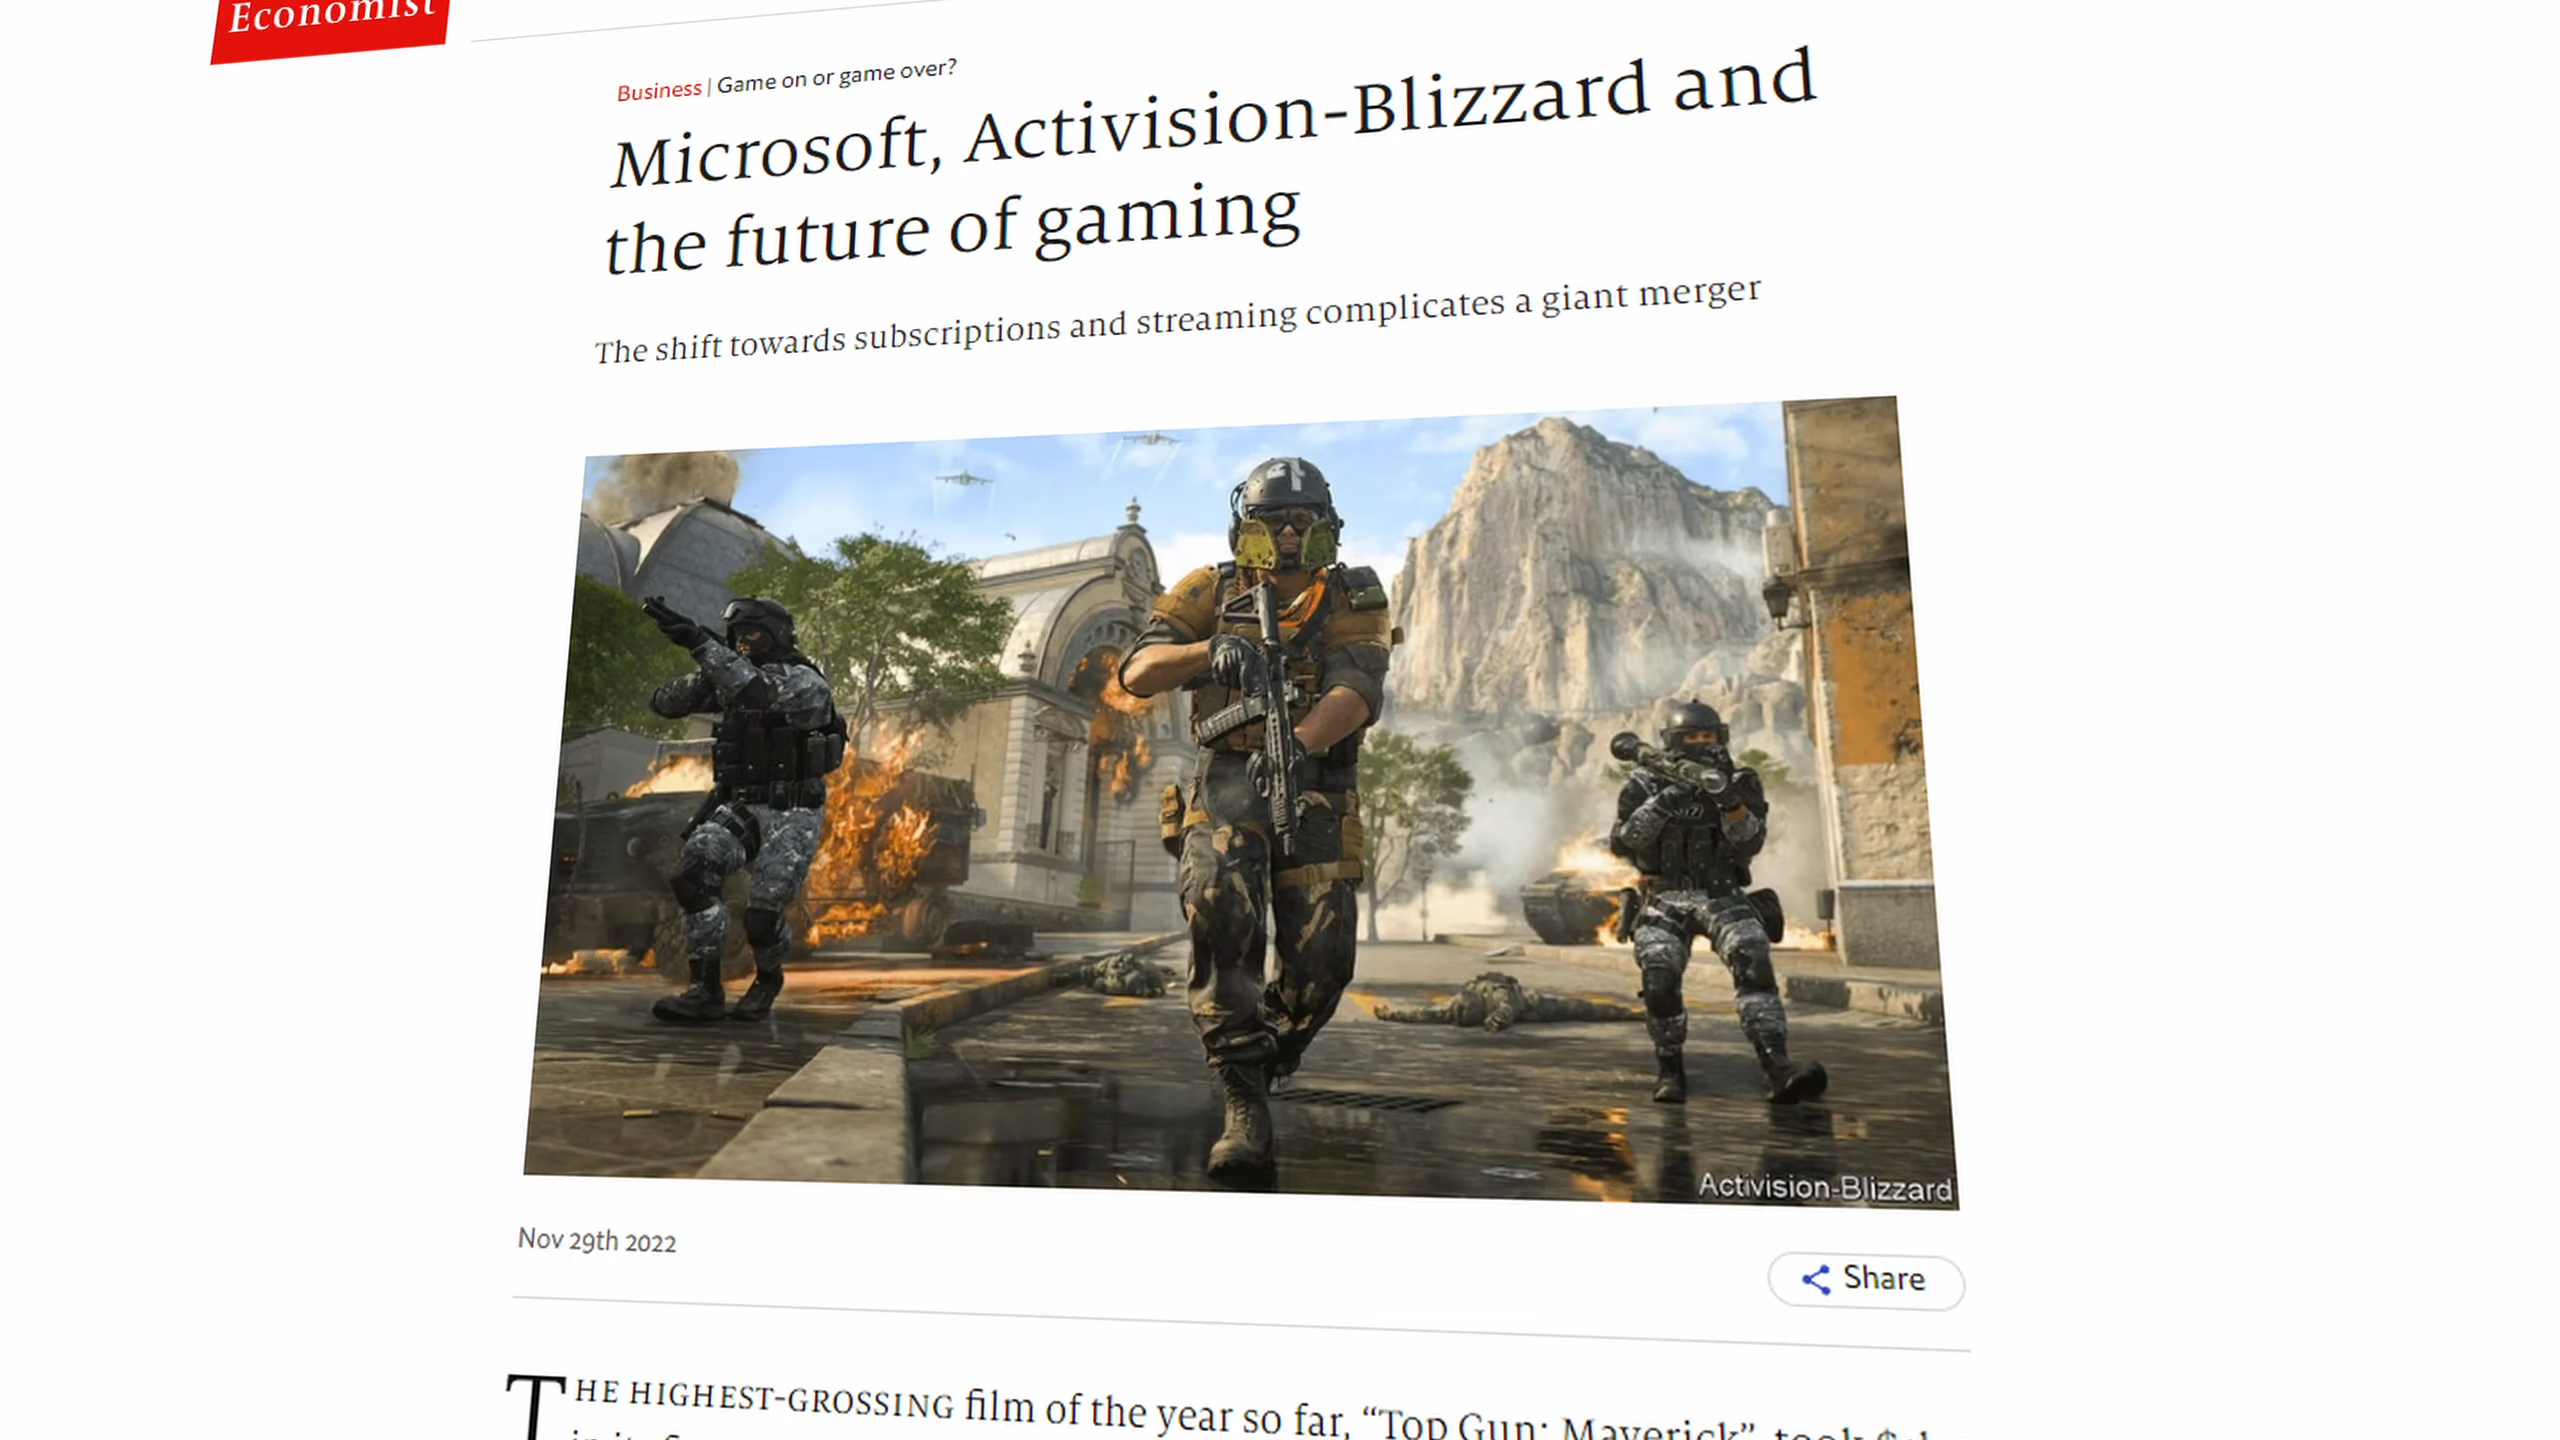 Economist
Business | Game on or game over?
Microsoft, Activision-Blizzard and
the future of gaming
The shift towards subscriptions and streaming complicates a giant merger
Activision-Blizzard
Nov 29th 2022
Share
THE HIGHEST-GROSSING film of the year so far, “Top Gun: Maverick”, took